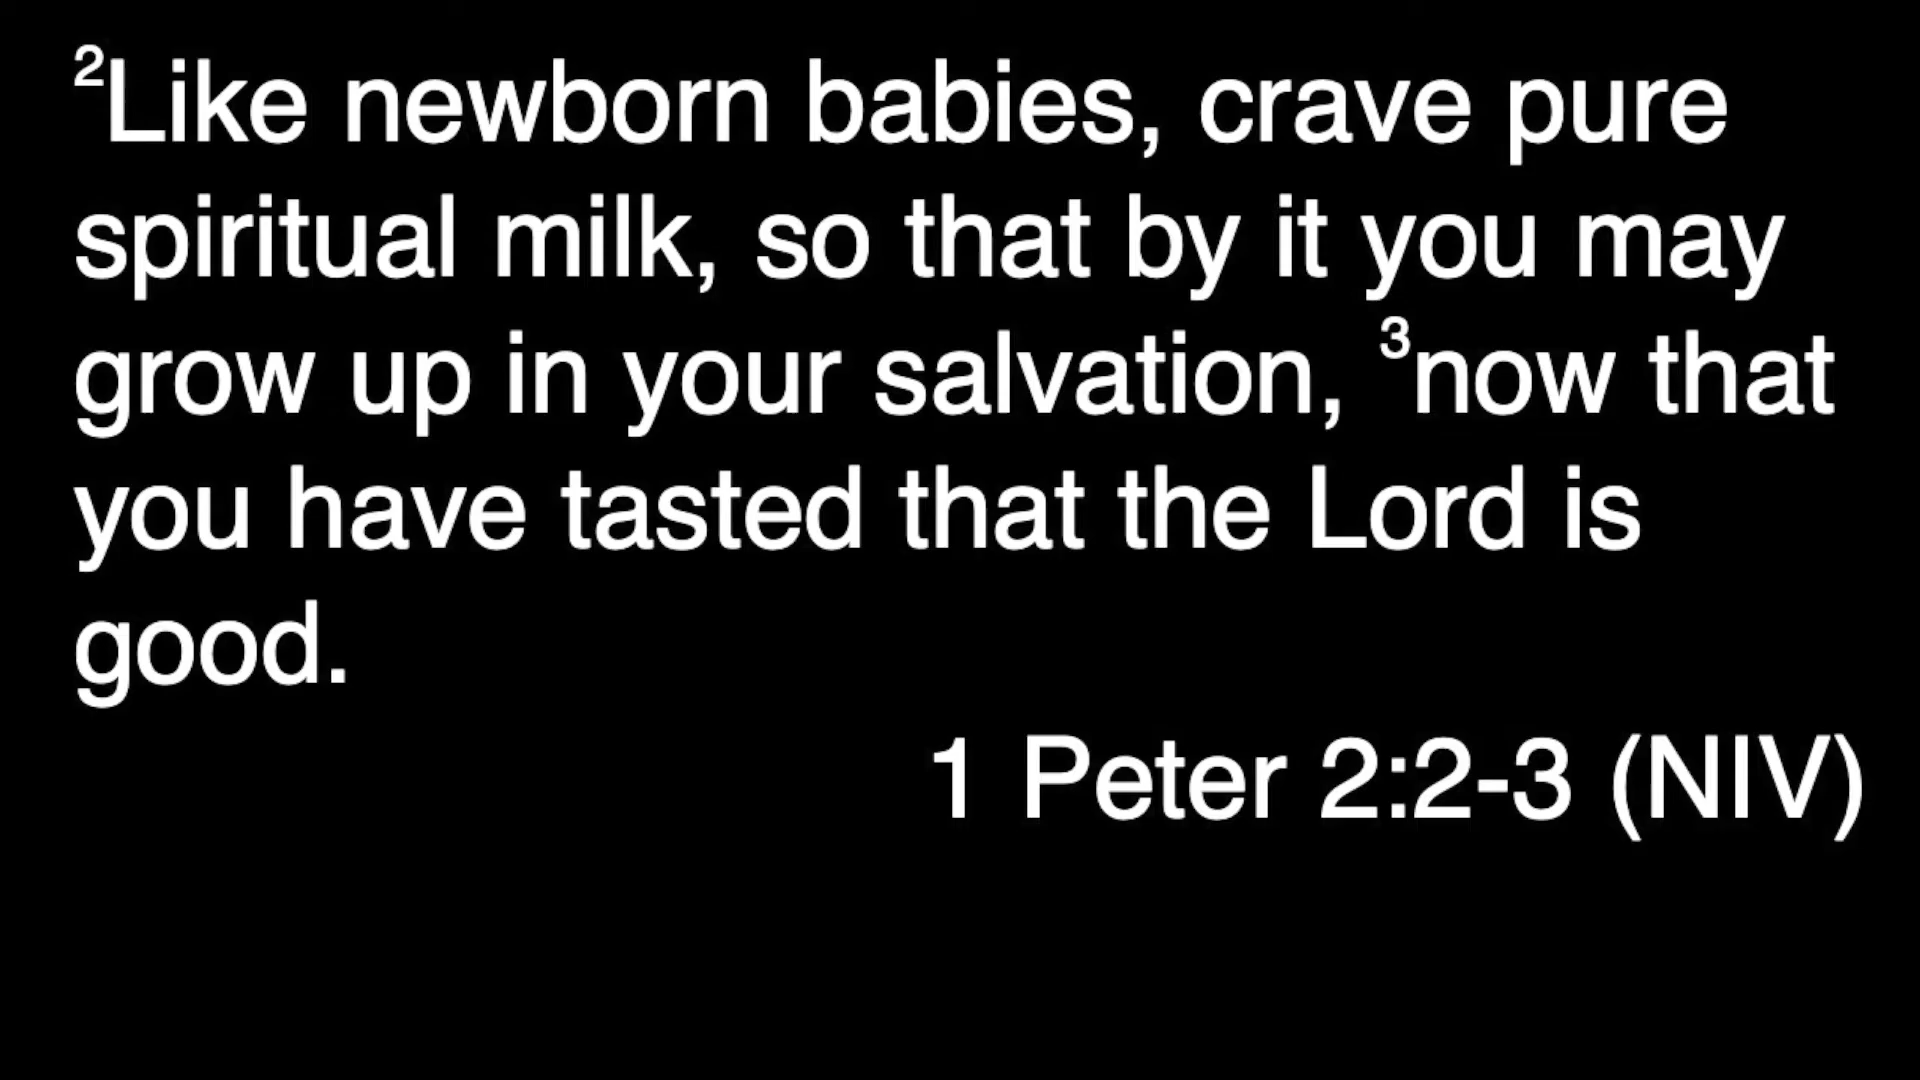 ²Like newborn babies, crave pure
spiritual milk, so that by it you may
grow up in your salvation, ³now that
you have tasted that the Lord is
good.
1 Peter 2:2-3 (NIV)